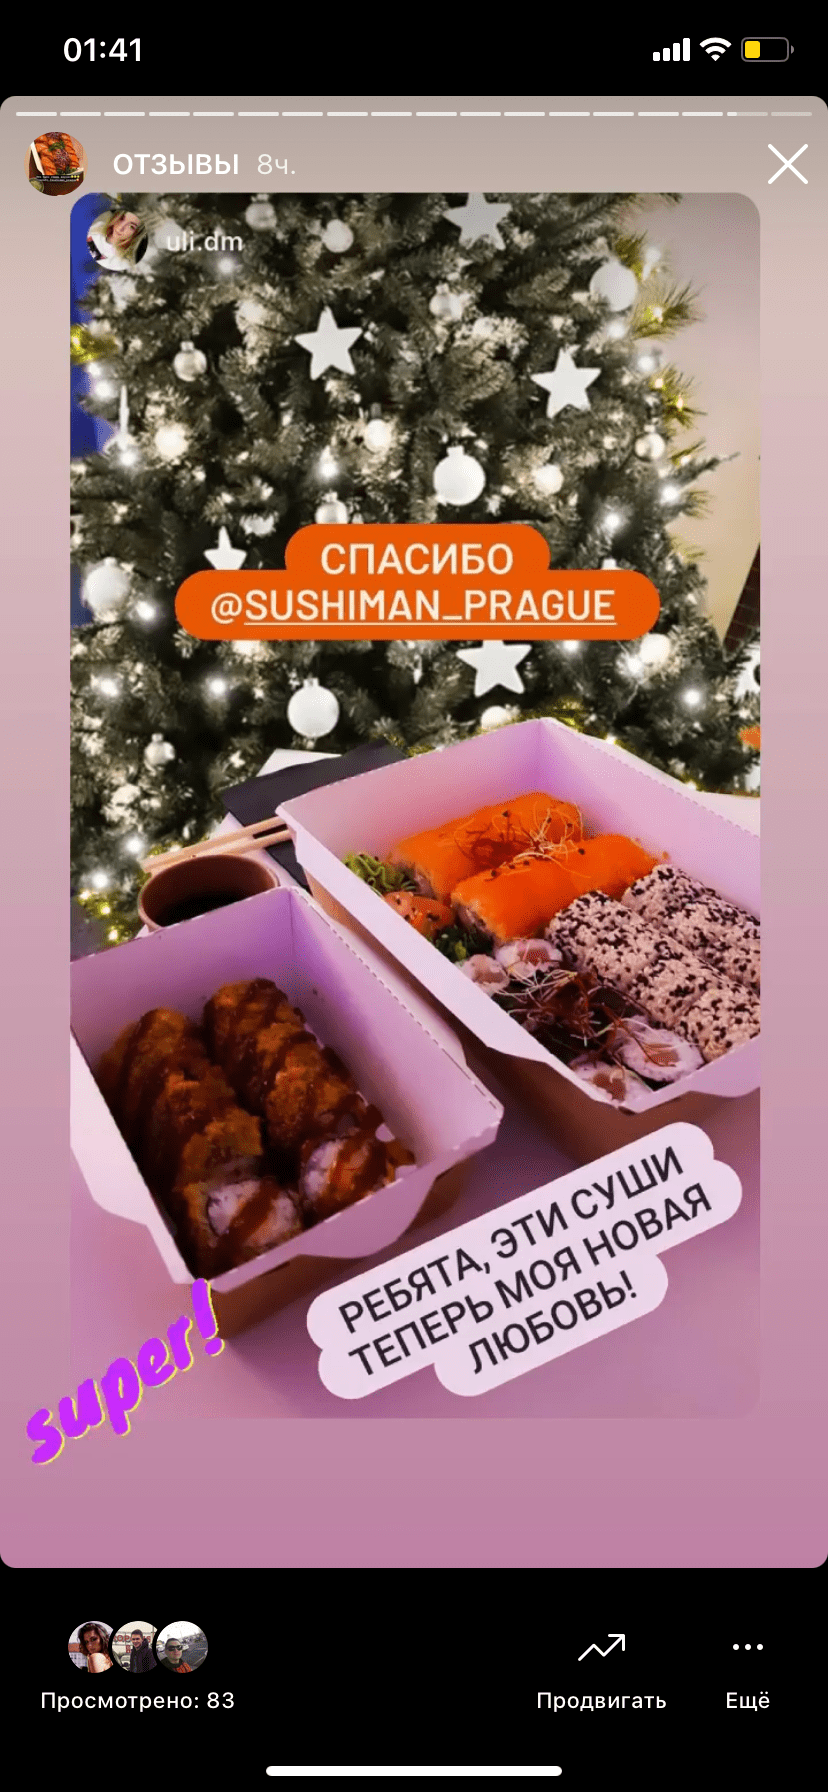 01:41
ОТЗЫВЫ 8ч.
uli.dm
СПАСИБО
@SUSHIMAN_PRAGUE
РЕБЯТА, ЭТИ СУШИ
ТЕПЕРЬ МОЯ НОВАЯ
ЛЮБОВЬ!
super!
Просмотрено: 83
Продвигать
Ещё